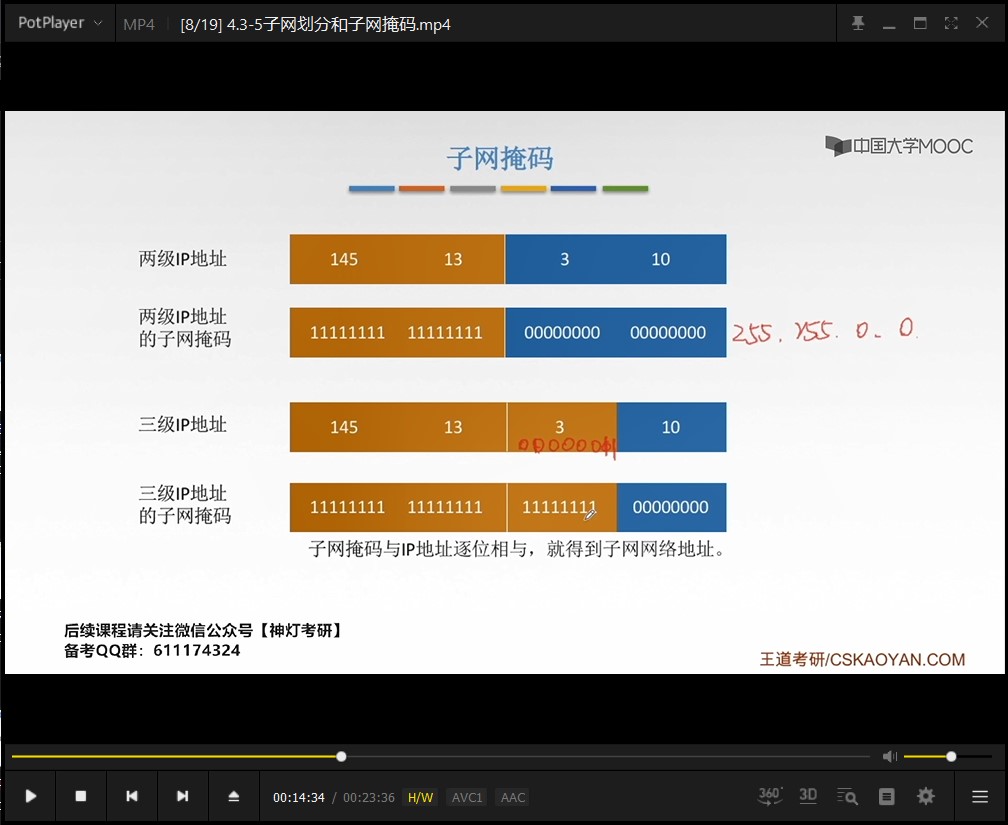 PotPlayer MP4 [8/19] 4.3-5子网划分和子网掩码.mp4
子网掩码
中国大学MOOC
两级IP地址 145 13 3 10
两级IP地址
的子网掩码
11111111 11111111 00000000 00000000 255. 255. 0. 0.
三级IP地址 145 13 3 10
三级IP地址
的子网掩码
11111111 11111111 11111111 00000000
子网掩码与IP地址逐位相与，就得到子网网络地址。
后续课程请关注微信公众号【神灯考研】
备考QQ群：611174324
王道考研/CSKAOYAN.COM
00:14:34 / 00:23:36 H/W AVC1 AAC
360° 3D